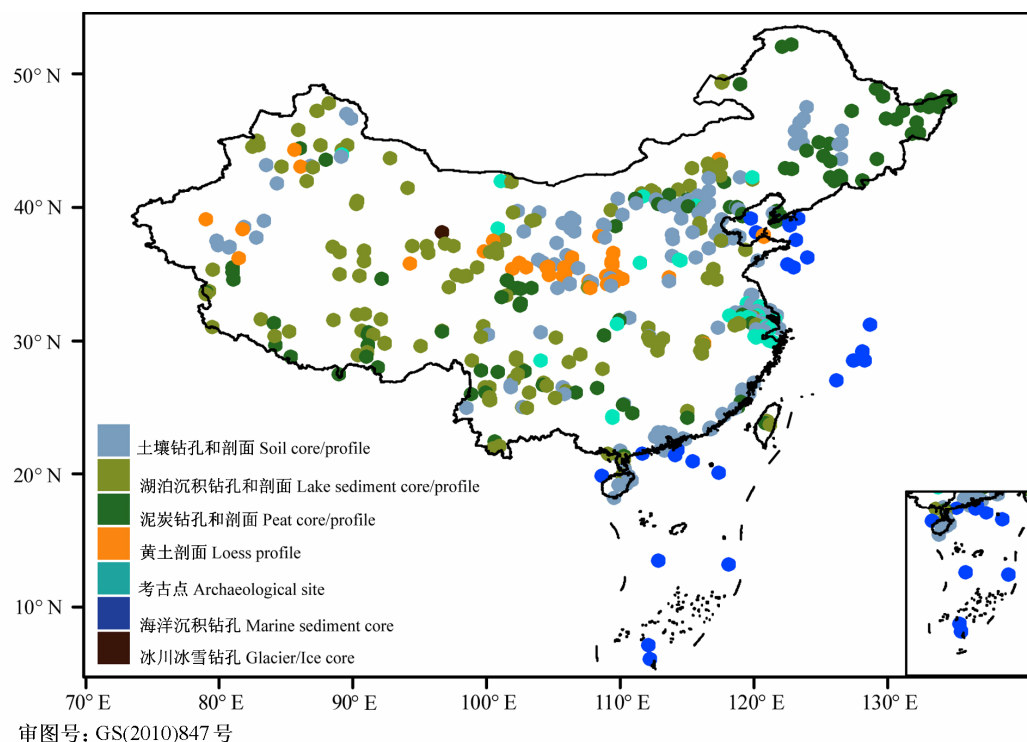 50° N
40° N
30° N
20° N
10° N
土壤钻孔和剖面 Soil core/profile
湖泊沉积钻孔和剖面 Lake sediment core/profile
泥炭钻孔和剖面 Peat core/profile
黄土剖面 Loess profile
考古点 Archaeological site
海洋沉积钻孔 Marine sediment core
冰川冰雪钻孔 Glacier/Ice core
70° E 80° E 90° E 100° E 110° E 120° E 130° E
审图号: GS(2010)847号